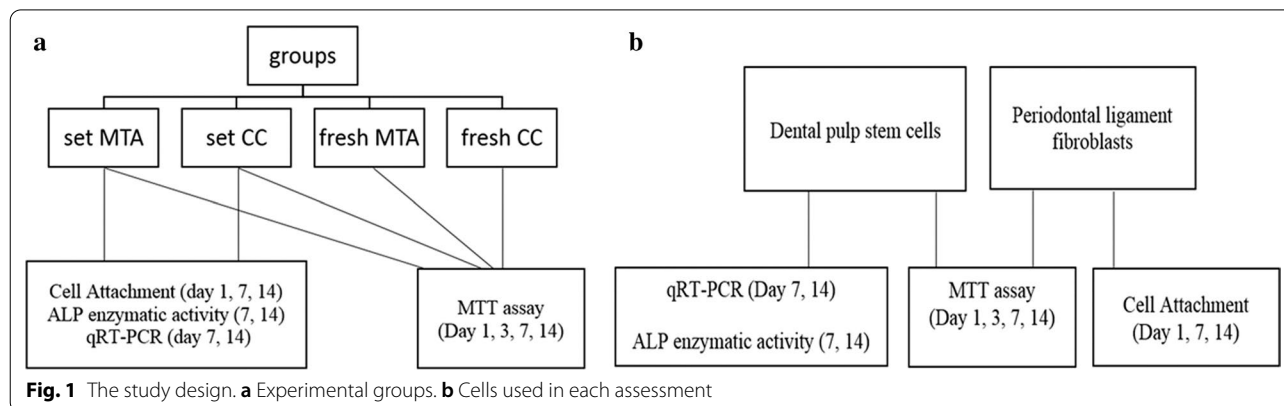 a
groups
set MTA
set CC
fresh MTA
fresh CC
Cell Attachment (day 1, 7, 14)
ALP enzymatic activity (7, 14)
qRT-PCR (day 7, 14)
MTT assay
(Day 1, 3, 7, 14)
b
Dental pulp stem cells
Periodontal ligament
fibroblasts
qRT-PCR (Day 7, 14)
ALP enzymatic activity (7, 14)
MTT assay
(Day 1, 3, 7, 14)
Cell Attachment
(Day 1, 7, 14)
Fig. 1 The study design. a Experimental groups. b Cells used in each assessment